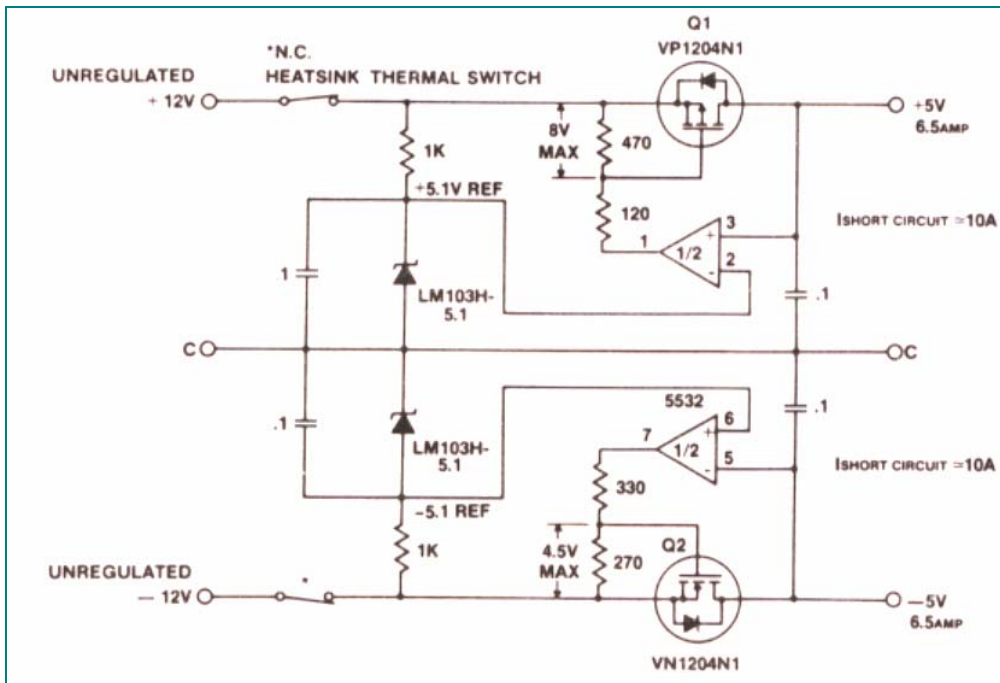 Q1
VP1204N1
*N.C.
HEATSINK THERMAL SWITCH
UNREGULATED
+ 12V
+5V
6.5AMP
8V
MAX
470
1K
+5.1V REF
120
1
3
+
1/2
2
-
ISHORT CIRCUIT ≃10A
.1
LM103H-
5.1
.1
C
C
.1
5532
6
+
7
1/2
5
-
.1
LM103H-
5.1
ISHORT CIRCUIT ≃10A
330
-5.1 REF
1K
4.5V
MAX
270
Q2
UNREGULATED
*
— 12V
—5V
6.5AMP
VN1204N1